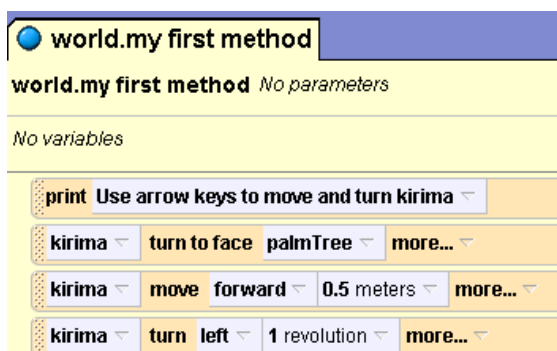 world.my first method
world.my first method No parameters
No variables
print Use arrow keys to move and turn kirima
kirima turn to face palmTree more...
kirima move forward 0.5 meters more...
kirima turn left 1 revolution more...